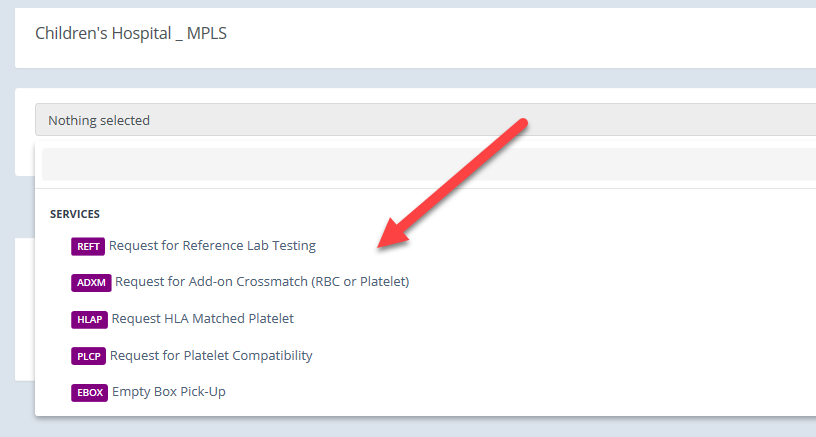 Children's Hospital _ MPLS
Nothing selected
SERVICES
REFT Request for Reference Lab Testing
ADXM Request for Add-on Crossmatch (RBC or Platelet)
HLAP Request HLA Matched Platelet
PLCP Request for Platelet Compatibility
EBOX Empty Box Pick-Up